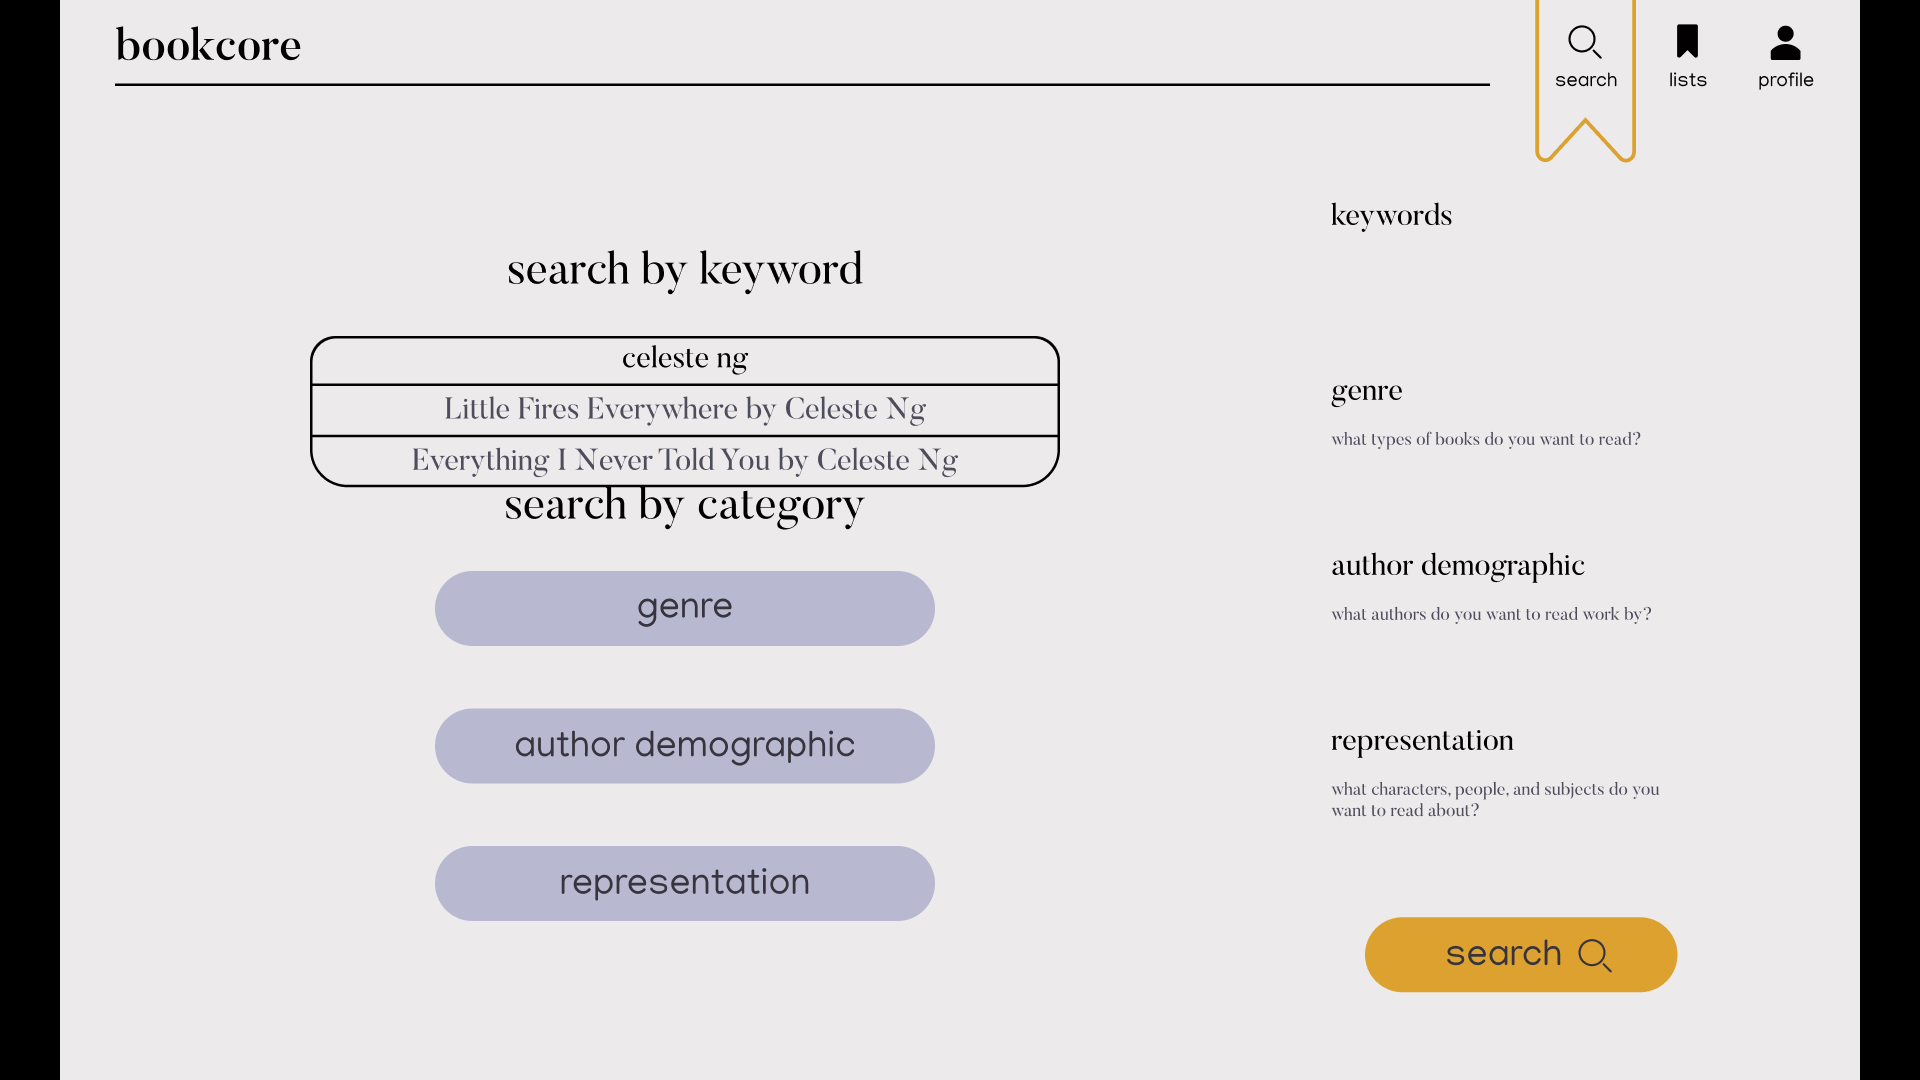 bookcore
search
lists
profile
search by keyword
celeste ng
Little Fires Everywhere by Celeste Ng
Everything I Never Told You by Celeste Ng
search by category
genre
author demographic
representation
keywords
genre
what types of books do you want to read?
author demographic
what authors do you want to read work by?
representation
what characters, people, and subjects do you
want to read about?
search